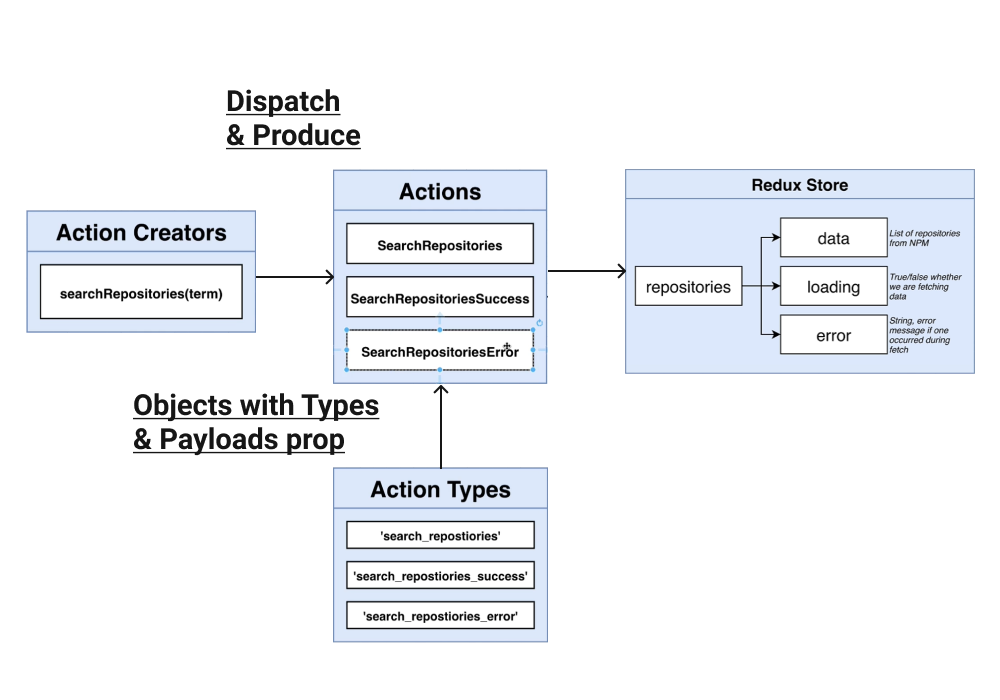 Dispatch
& Produce
Action Creators
searchRepositories(term)
Actions
SearchRepositories
SearchRepositoriesSuccess
SearchRepositoriesError
Redux Store
repositories
data
List of repositories
from NPM
loading
True/false whether
we are fetching
data
error
String, error
message if one
occurred during
fetch
Objects with Types
& Payloads prop
Action Types
'search_repostiories'
'search_repostiories_success'
'search_repostiories_error'